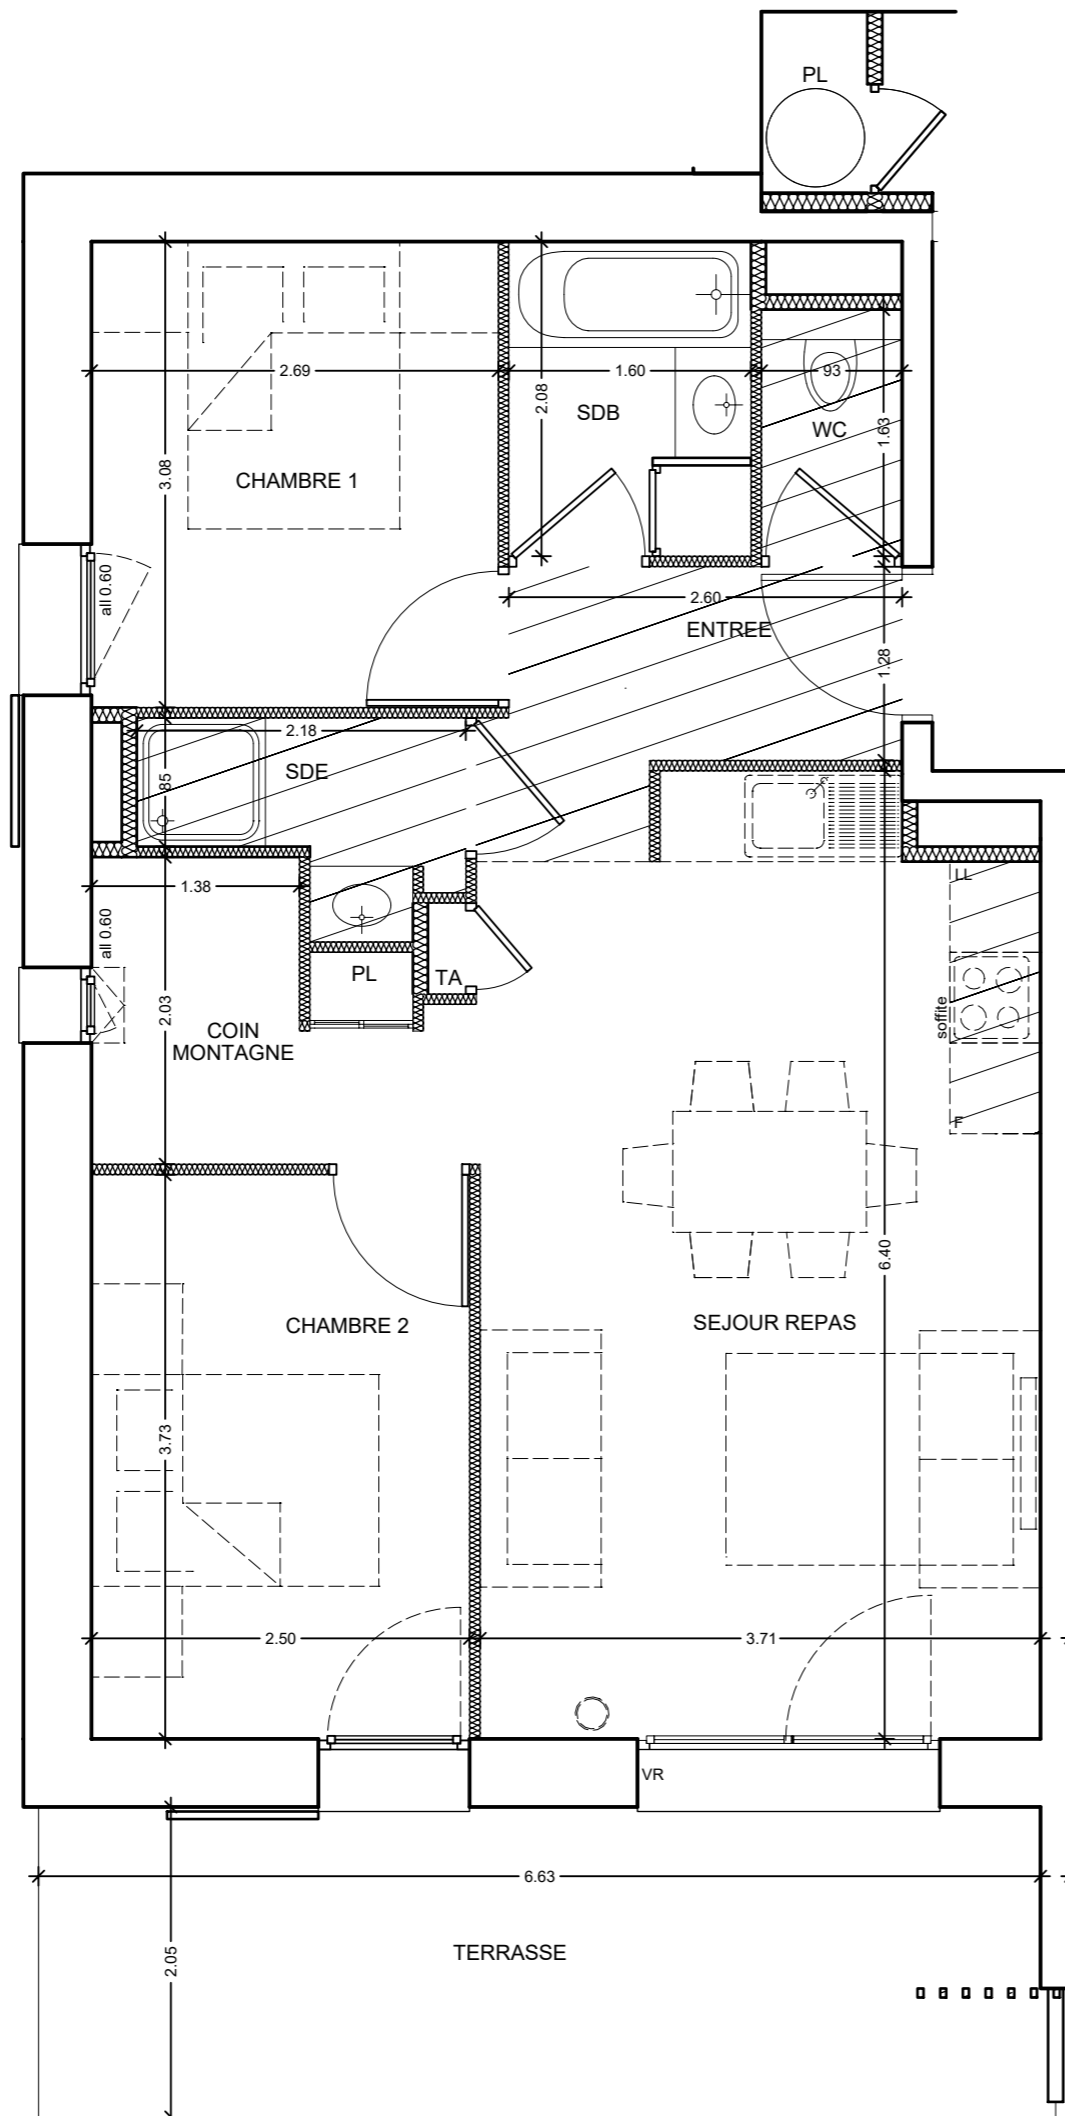 PL
2.69
1.60
93
2.08
SDB
WC
1.63
3.08
CHAMBRE 1
all 0.60
2.60
ENTREE
1.28
2.18
SDE
85
1.38
LL
all 0.60
PL
TA
soffite
2.03
COIN
MONTAGNE
F
6.40
CHAMBRE 2
SEJOUR REPAS
3.73
2.50
3.71
VR
6.63
2.05
TERRASSE